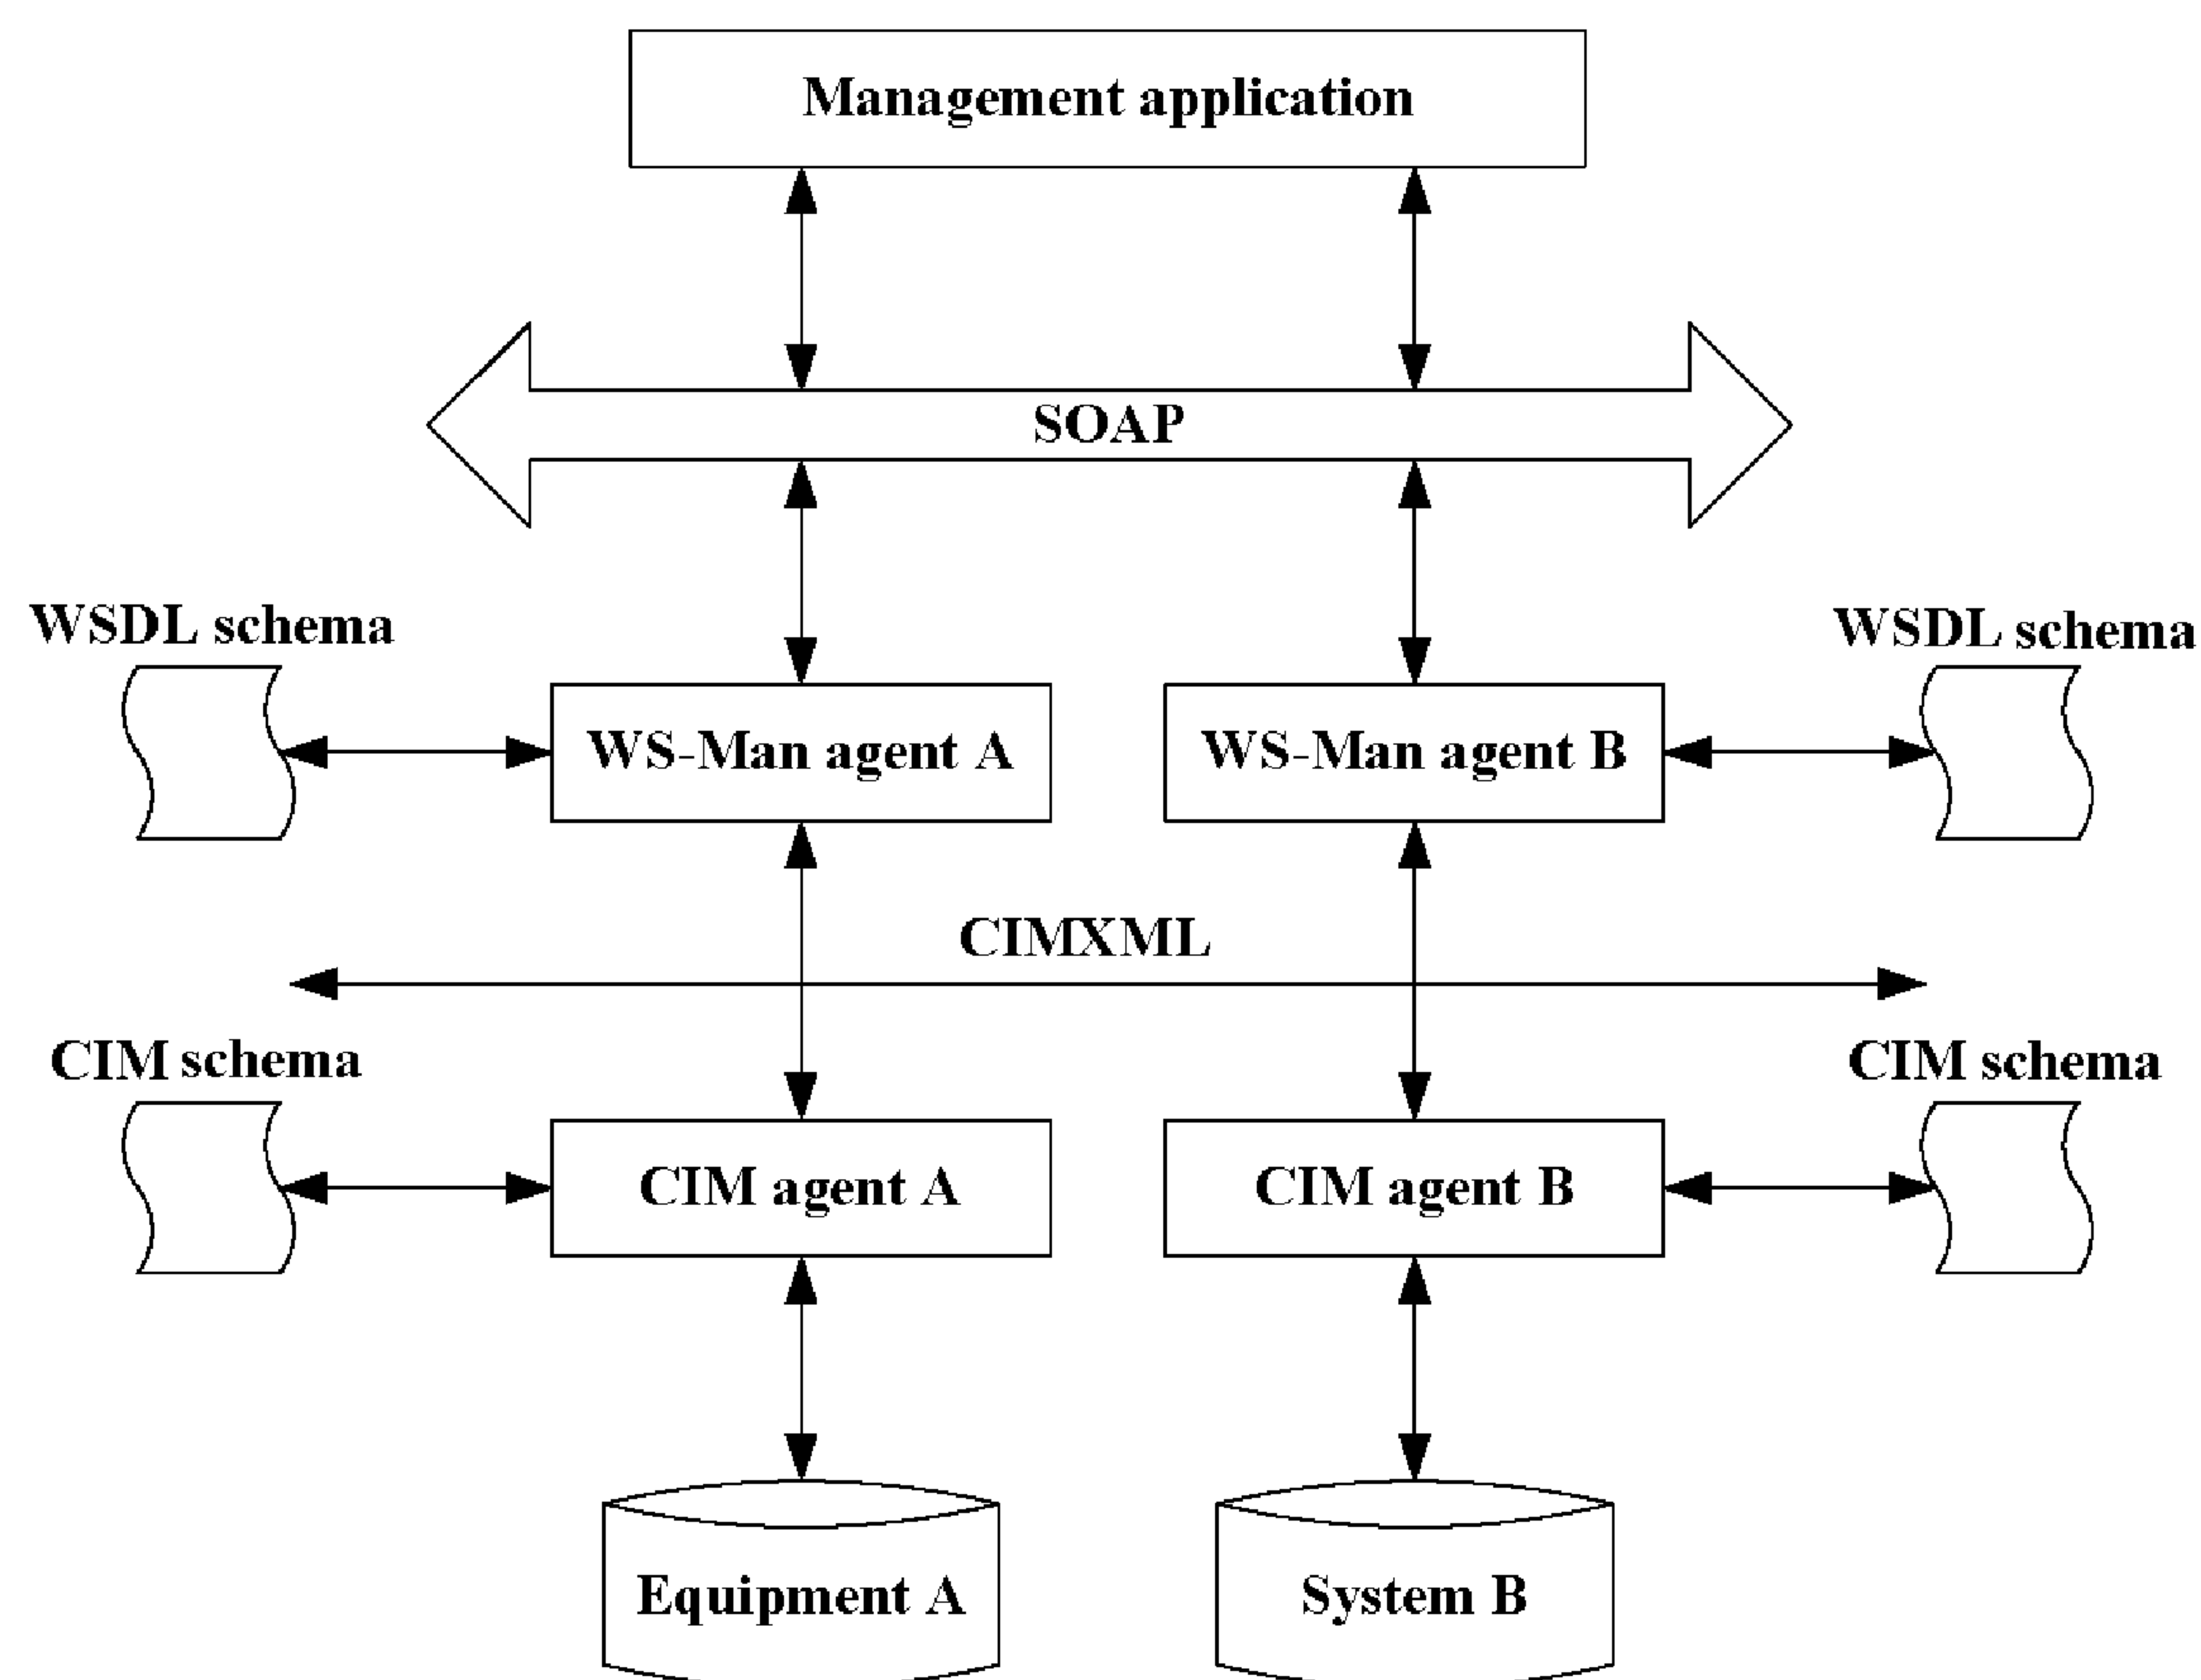 Management application
SOAP
WSDL schema
WSDL schema
WS-Man agent A
WS-Man agent B
CIMXML
CIM schema
CIM schema
CIM agent A
CIM agent B
Equipment A
System B